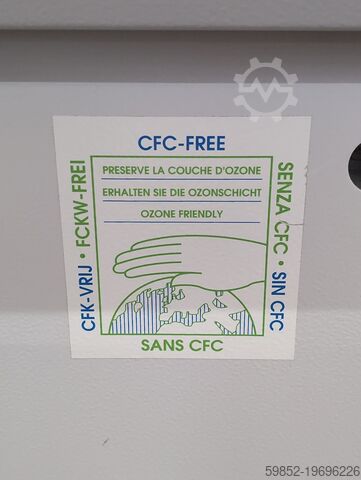 CFC-FREE
PRESERVE LA COUCHE D'OZONE
ERHALTEN SIE DIE OZONSCHICHT
OZONE FRIENDLY
CFK-VRIJ • FCKW-FREI
SENZA CFC • SIN CFC
SANS CFC
59852-19696226